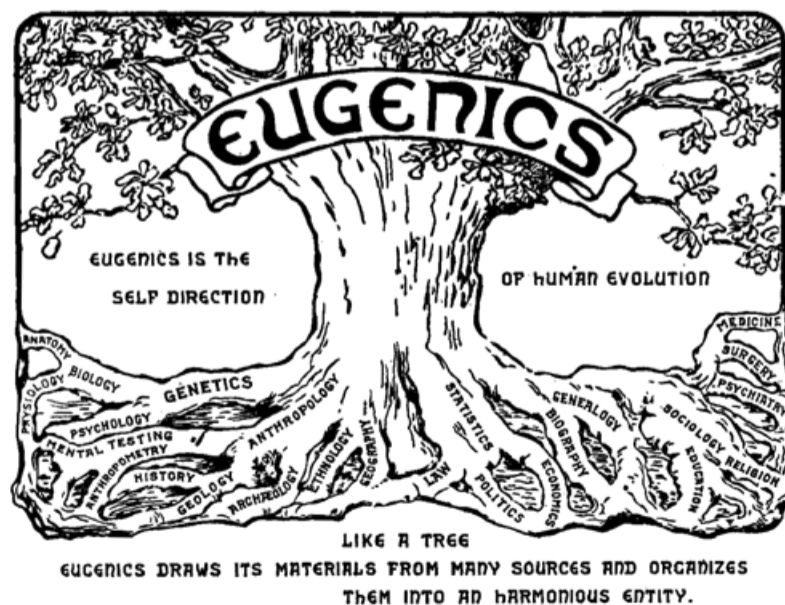 EUGENICS
EUGENICS IS THE
SELF DIRECTION
OF HUMAN EVOLUTION
ANATOMY
BIOLOGY
PHYSIOLOGY
GENETICS
PSYCHOLOGY
MENTAL TESTING
ANTHROPOMETRY
HISTORY
GEOLOGY
ANTHROPOLOGY
ARCHÆOLOGY
ETHNOLOGY
GEOGRAPHY
LAW
STATISTICS
POLITICS
ECONOMICS
BIOGRAPHY
GENEALOGY
EDUCATION
SOCIOLOGY
RELIGION
PSYCHIATRY
SURGERY
MEDICINE
LIKE A TREE
EUGENICS DRAWS ITS MATERIALS FROM MANY SOURCES AND ORGANIZES
THEM INTO AN HARMONIOUS ENTITY.